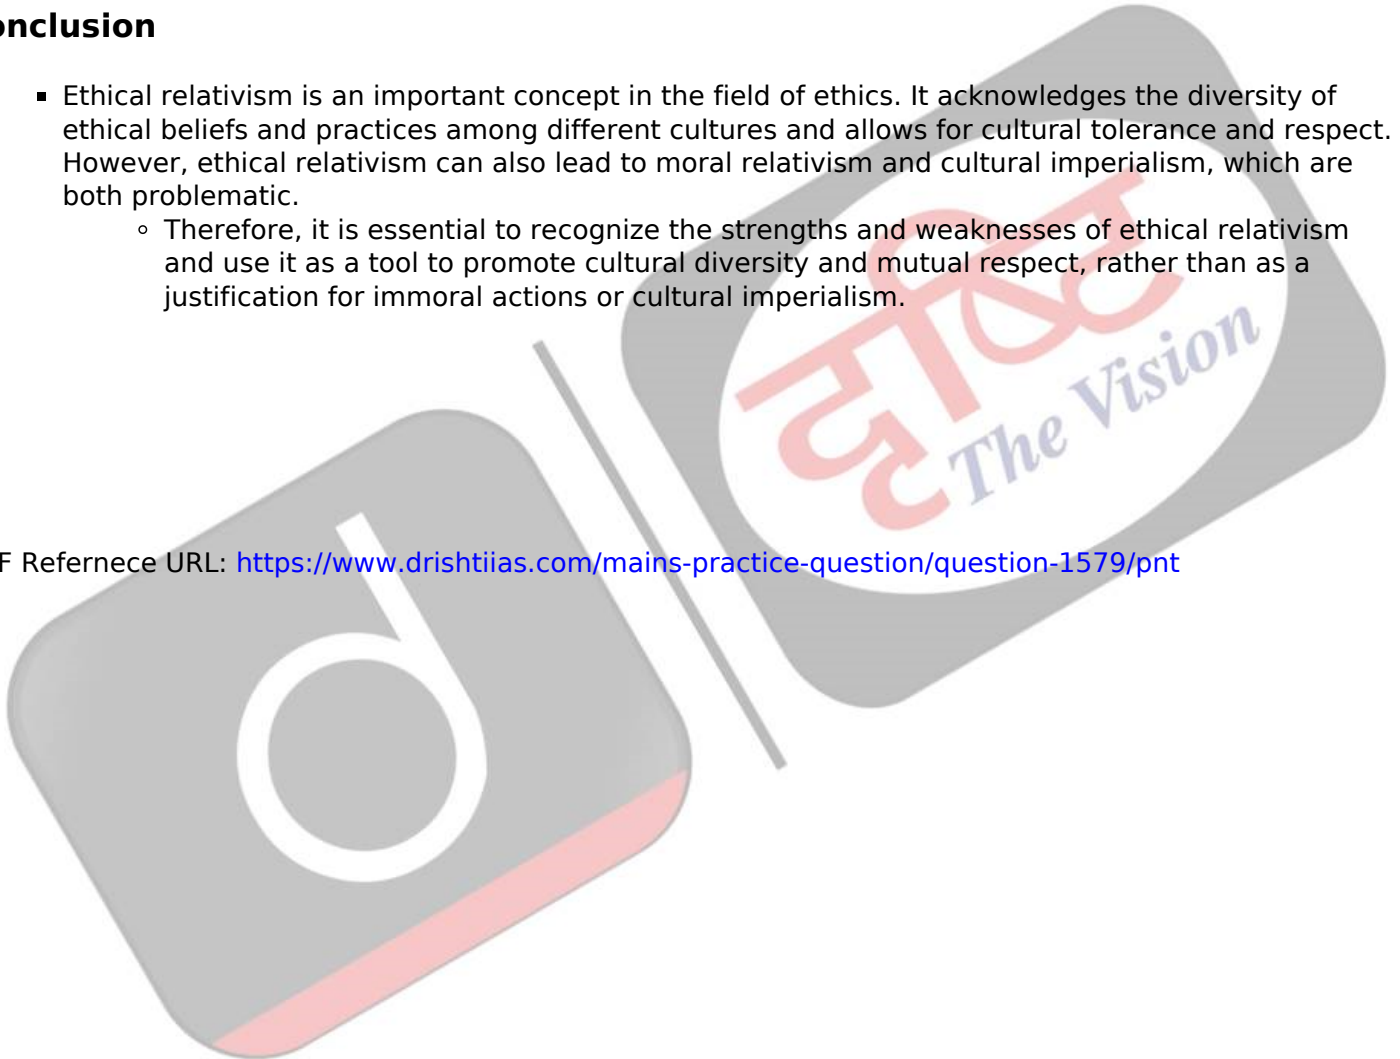 onclusion
▪ Ethical relativism is an important concept in the field of ethics. It acknowledges the diversity of
ethical beliefs and practices among different cultures and allows for cultural tolerance and respect.
However, ethical relativism can also lead to moral relativism and cultural imperialism, which are
both problematic.
◦ Therefore, it is essential to recognize the strengths and weaknesses of ethical relativism
and use it as a tool to promote cultural diversity and mutual respect, rather than as a
justification for immoral actions or cultural imperialism.
दृष्टि
The Vision
d
F Refernece URL: https://www.drishtiias.com/mains-practice-question/question-1579/pnt